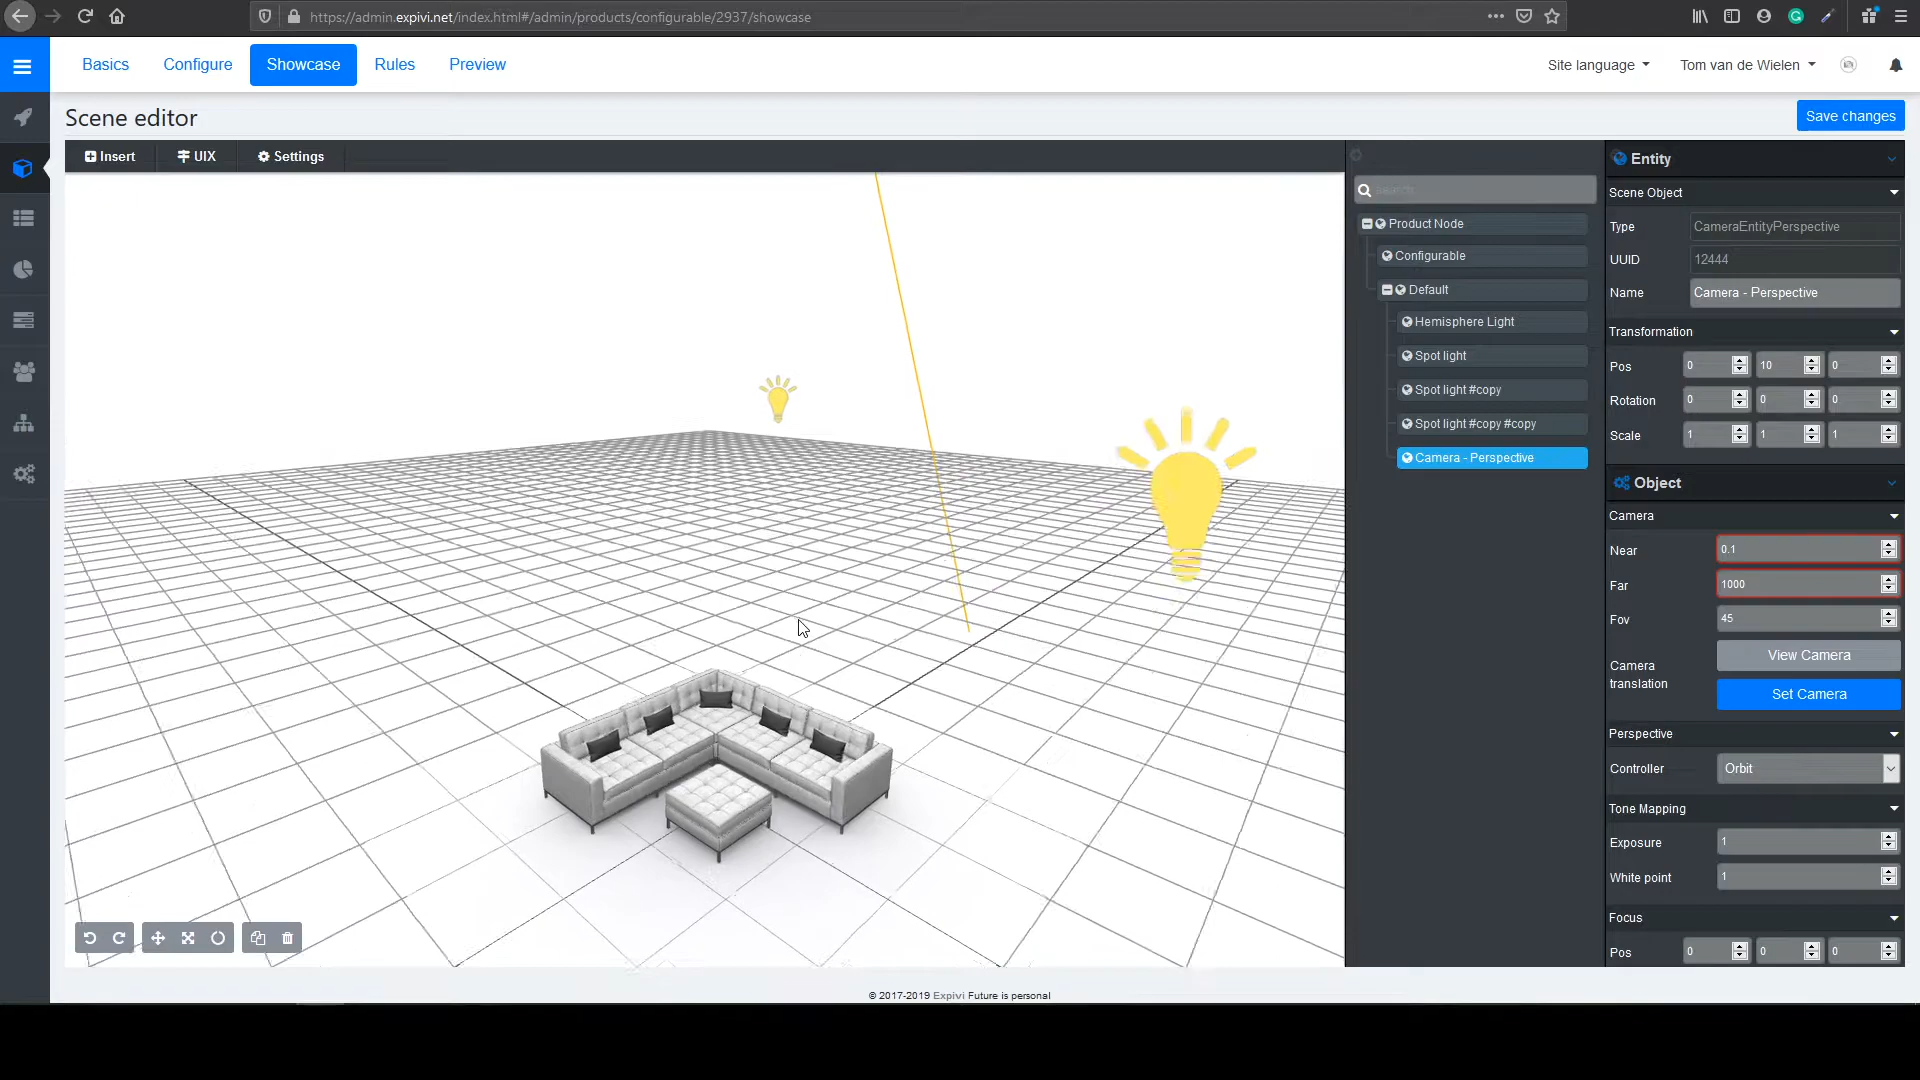 https://admin.expivi.net/index.html#/admin/products/configurable/2937/showcase
Basics
Configure
Showcase
Rules
Preview
Site language
Tom van de Wielen
Scene editor
Save changes
Insert
UIX
Settings
Search
Product Node
Configurable
Default
Hemisphere Light
Spot light
Spot light #copy
Spot light #copy #copy
Camera - Perspective
Entity
Scene Object
Type CameraEntityPerspective
UUID 12444
Name Camera - Perspective
Transformation
Pos 0 10 0
Rotation 0 0 0
Scale 1 1 1
Object
Camera
Near 0.1
Far 1000
Fov 45
Camera translation
View Camera
Set Camera
Perspective
Controller Orbit
Tone Mapping
Exposure 1
White point 1
Focus
Pos 0 0 0
© 2017-2019 Expivi Future is personal